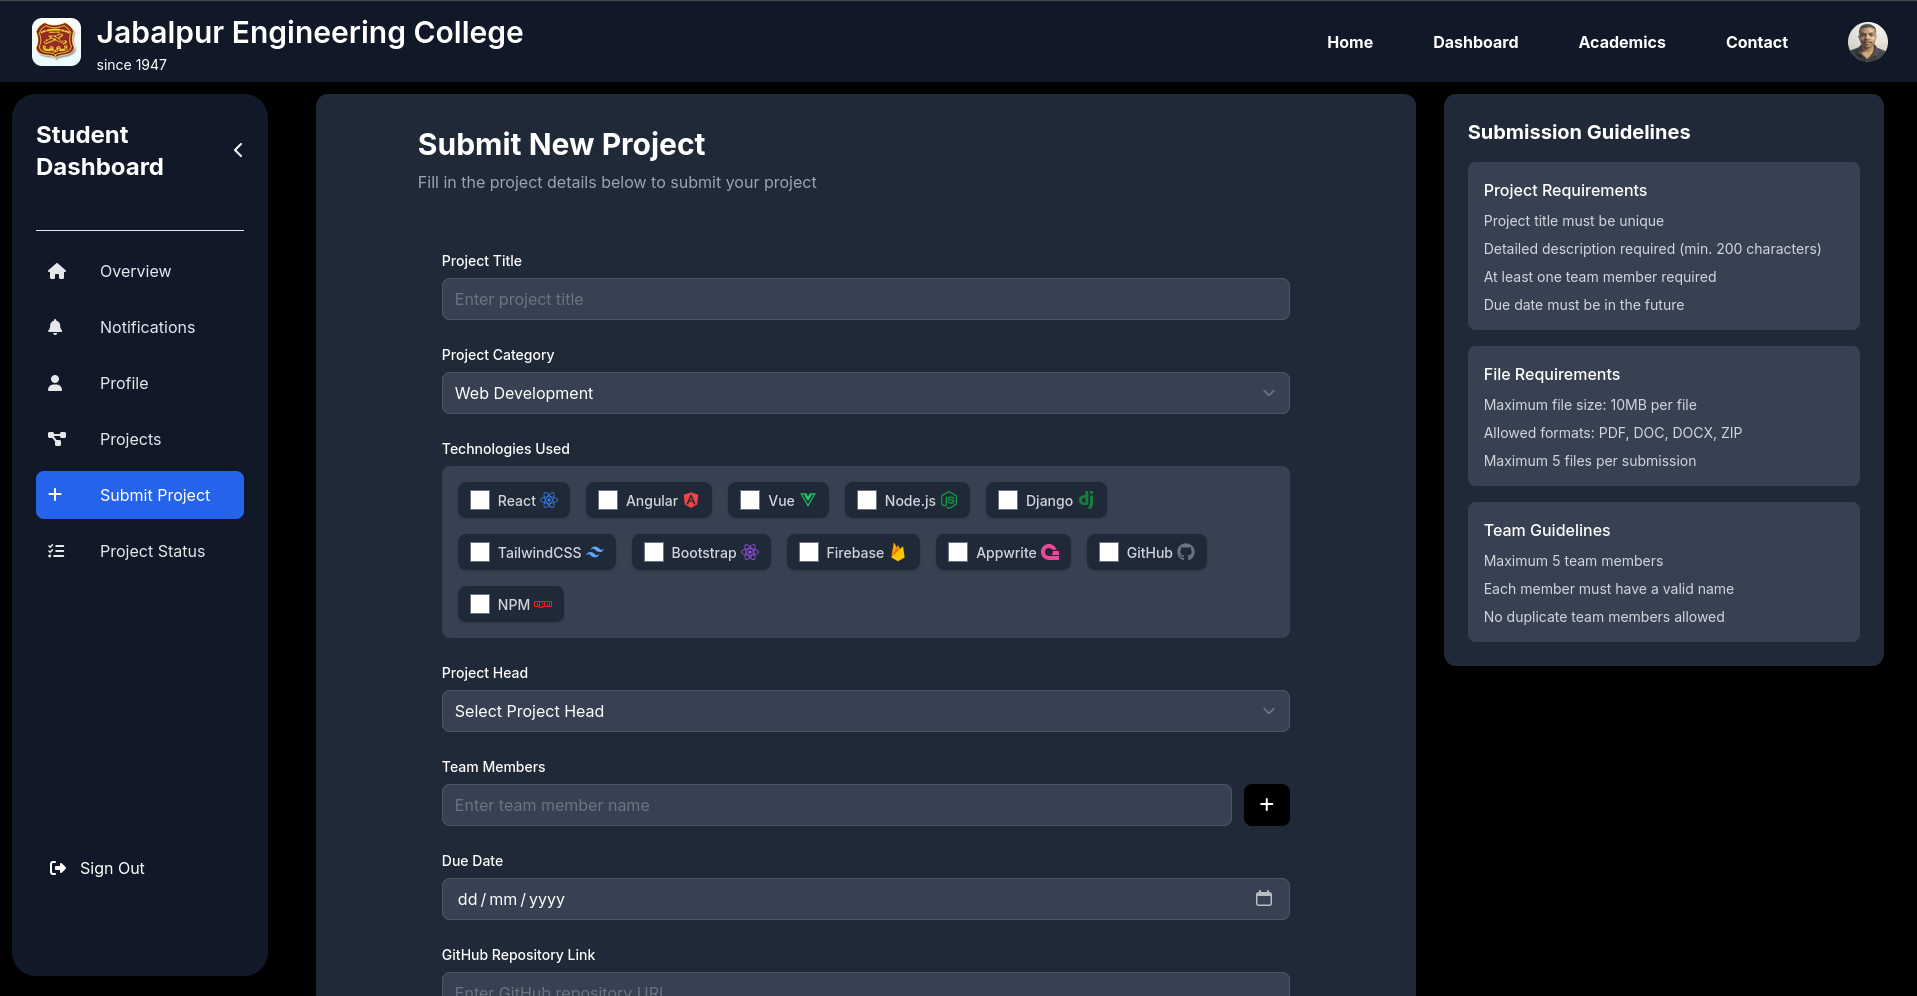 Jabalpur Engineering College
since 1947
Home
Dashboard
Academics
Contact
Student
Dashboard
Overview
Notifications
Profile
Projects
Submit Project
Project Status
Sign Out
Submit New Project
Fill in the project details below to submit your project
Project Title
Enter project title
Project Category
Web Development
Technologies Used
React
Angular
Vue
Node.js
Django
TailwindCSS
Bootstrap
Firebase
Appwrite
GitHub
NPM
Project Head
Select Project Head
Team Members
Enter team member name
Due Date
dd/mm/yyyy
GitHub Repository Link
Enter GitHub repository URL
Submission Guidelines
Project Requirements
Project title must be unique
Detailed description required (min. 200 characters)
At least one team member required
Due date must be in the future
File Requirements
Maximum file size: 10MB per file
Allowed formats: PDF, DOC, DOCX, ZIP
Maximum 5 files per submission
Team Guidelines
Maximum 5 team members
Each member must have a valid name
No duplicate team members allowed